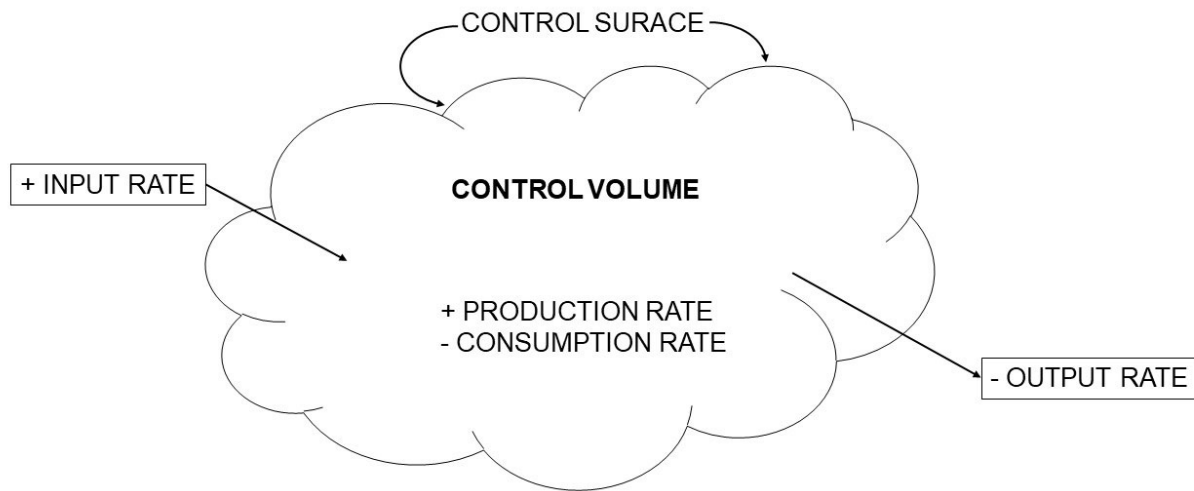 CONTROL SURACE
+ INPUT RATE
CONTROL VOLUME
+ PRODUCTION RATE
- CONSUMPTION RATE
- OUTPUT RATE